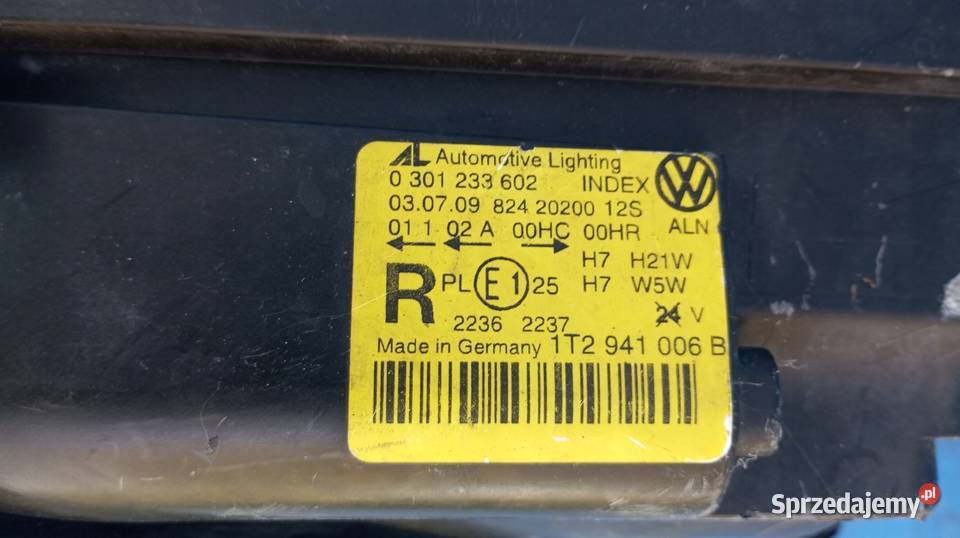 AL Automotive Lighting
0 301 233 602 INDEX
03.07.09 824 20200 12S
01 1 02 A 00HC 00HR ALN
R PL E1 25 H7 H21W
H7 W5W
2236 2237 24 V
Made in Germany 1T2 941 006 B
Sprzedajemy.pl